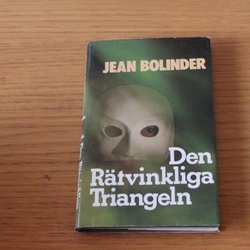 JEAN BOLINDER
Den
Rätvinkliga
Triangeln